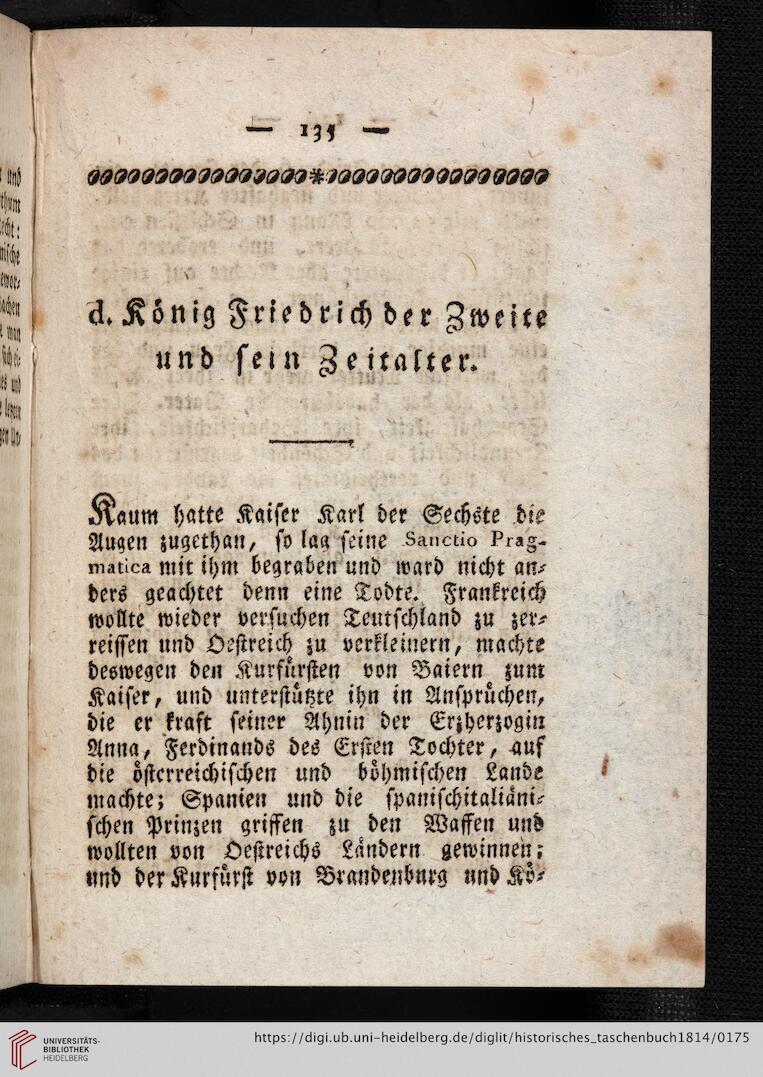 — 135 —
d. König Friedrich der Zweite
und sein Zeitalter.
Kaum hatte Kaiser Karl der Sechste die
Augen zugethan, so lag seine Sanctio Prag-
matica mit ihm begraben und ward nicht an-
ders geachtet denn eine Todte. Frankreich
wollte wieder versuchen Teutschland zu zer-
reissen und Oestreich zu verkleinern, machte
deswegen den Kurfürsten von Baiern zum
Kaiser, und unterstützte ihn in Ansprüchen,
die er kraft seiner Ahnin der Erzherzogin
Anna, Ferdinands des Ersten Tochter, auf
die österreichischen und böhmischen Lande
machte; Spanien und die spanischitaliäni-
schen Prinzen griffen zu den Waffen und
wollten von Oestreichs Ländern gewinnen;
und der Kurfürst von Brandenburg und Kö-
UNIVERSITÄTS-
BIBLIOTHEK
HEIDELBERG
https://digi.ub.uni-heidelberg.de/diglit/historisches_taschenbuch1814/0175